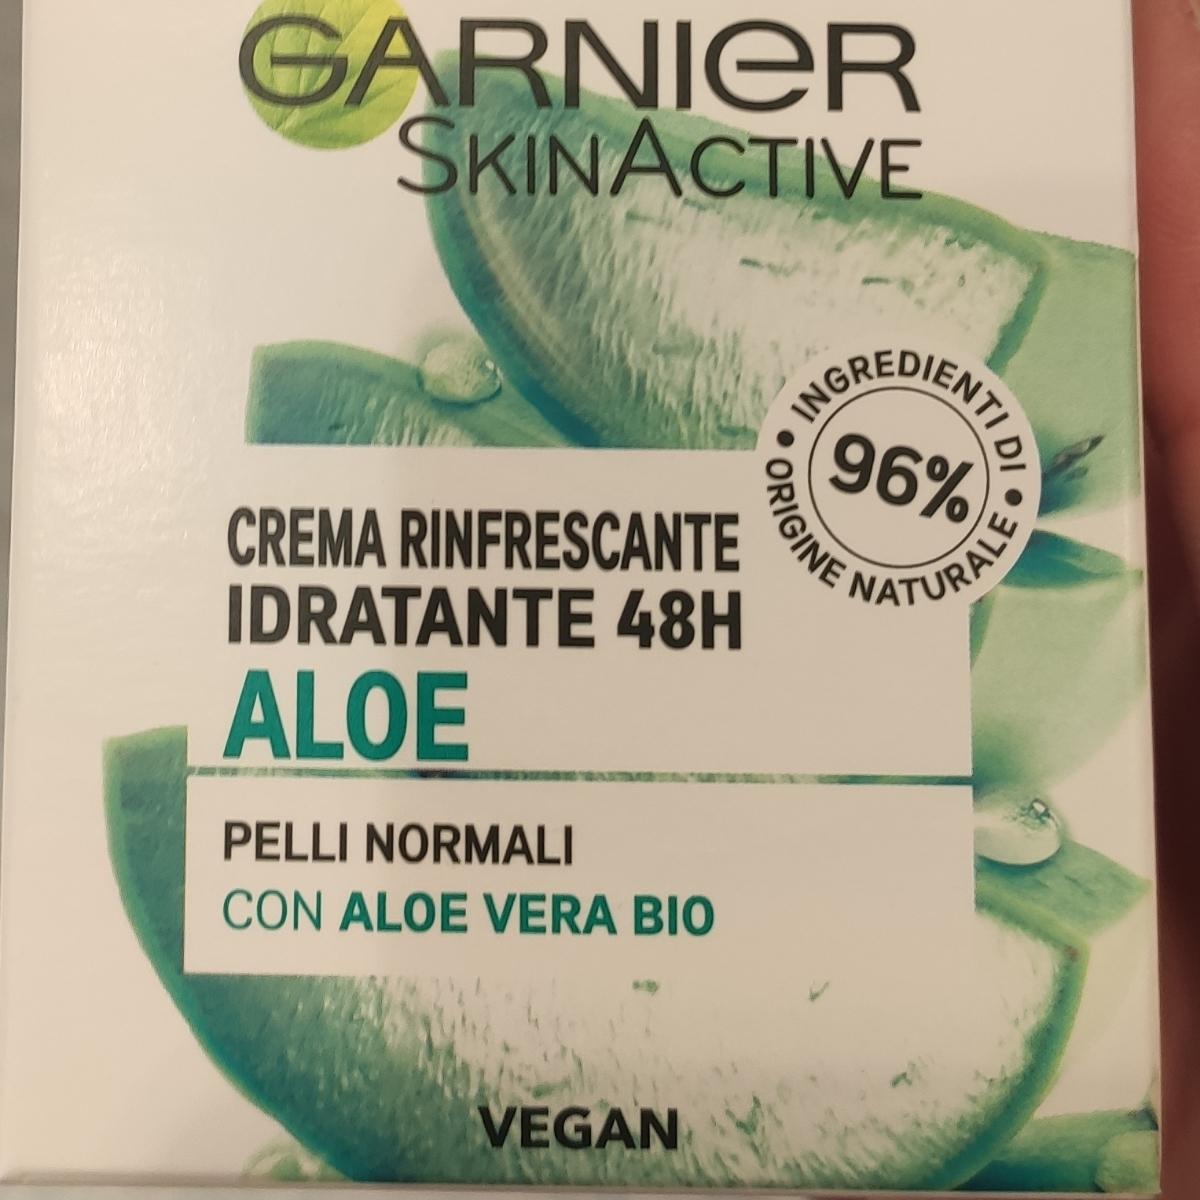 GARNIER
SKINACTIVE
INGREDIENTI DI
96%
ORIGINE NATURALE
CREMA RINFRESCANTE
IDRATANTE 48H
ALOE
PELLI NORMALI
CON ALOE VERA BIO
VEGAN